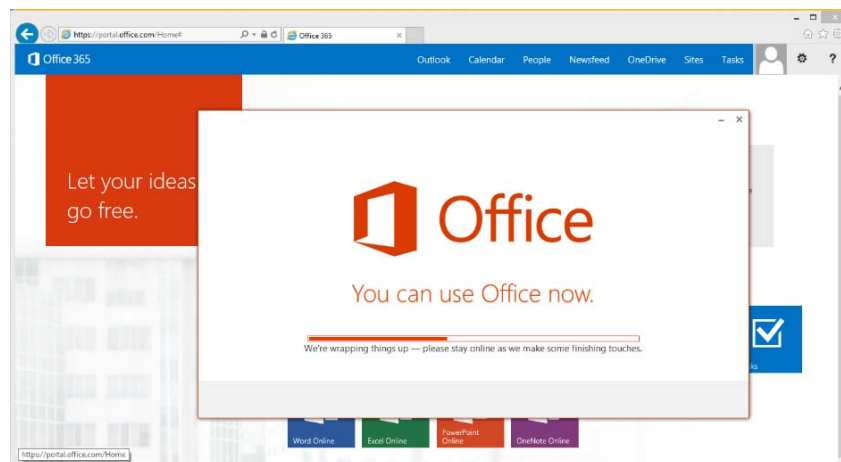 https://portal.office.com/Home#
Office 365
Office 365
Outlook Calendar People Newsfeed OneDrive Sites Tasks
?
Let your ideas
go free.
Office
You can use Office now.
We're wrapping things up — please stay online as we make some finishing touches.
Word Online
Excel Online
PowerPoint
Online
OneNote Online
https://portal.office.com/Home